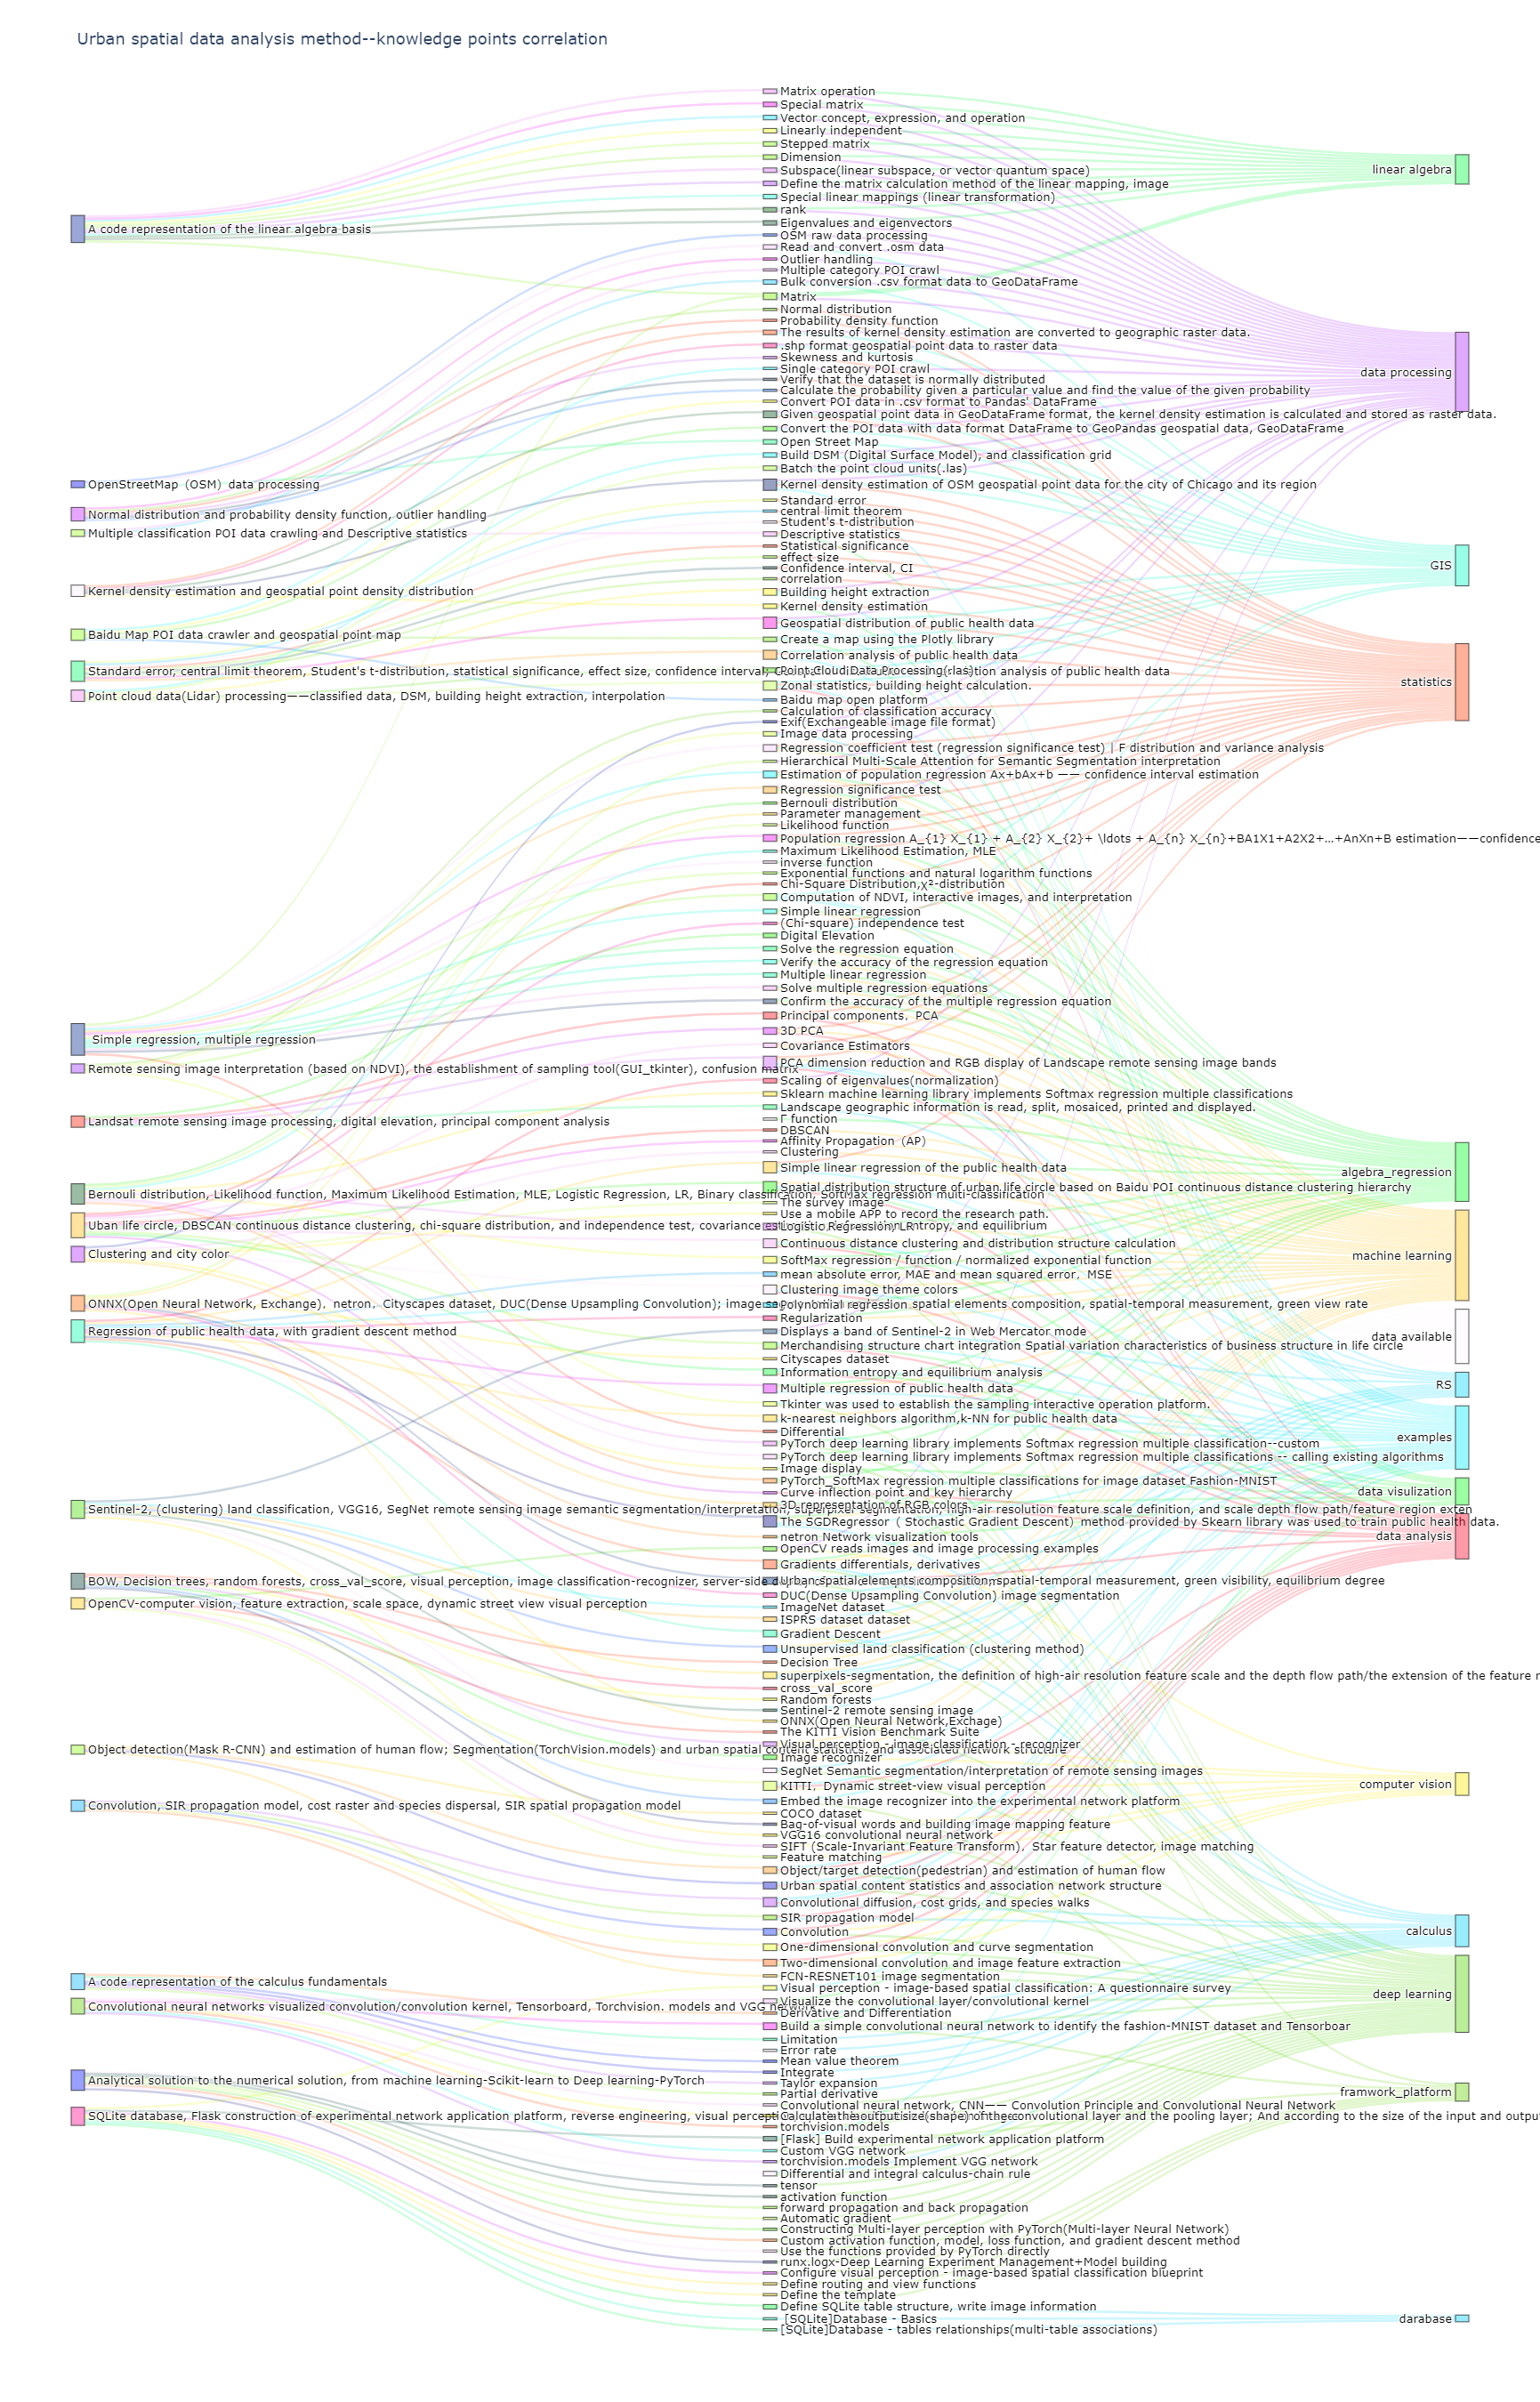 Urban spatial data analysis method--knowledge points correlation
Matrix operation
Special matrix
Vector concept, expression, and operation
Linearly independent
Stepped matrix
Dimension
Subspace(linear subspace, or vector quantum space)
linear algebra
Define the matrix calculation method of the linear mapping, image
Special linear mappings (linear transformation)
rank
Eigenvalues and eigenvectors
A code representation of the linear algebra basis
OSM raw data processing
Read and convert .osm data
Outlier handling
Multiple category POI crawl
Bulk conversion .csv format data to GeoDataFrame
Matrix
Normal distribution
Probability density function
The results of kernel density estimation are converted to geographic raster data.
.shp format geospatial point data to raster data
Skewness and kurtosis
Single category POI crawl
data processing
Verify that the dataset is normally distributed
Calculate the probability given a particular value and find the value of the given probability
Convert POI data in .csv format to Pandas' DataFrame
Given geospatial point data in GeoDataFrame format, the kernel density estimation is calculated and stored as raster data.
Convert the POI data with data format DataFrame to GeoPandas geospatial data, GeoDataFrame
Open Street Map
Build DSM (Digital Surface Model), and classification grid
Batch the point cloud units(.las)
OpenStreetMap（OSM）data processing
Kernel density estimation of OSM geospatial point data for the city of Chicago and its region
Standard error
central limit theorem
Normal distribution and probability density function, outlier handling
Student's t-distribution
Multiple classification POI data crawling and Descriptive statistics
Descriptive statistics
Statistical significance
effect size
GIS
Confidence interval, CI
correlation
Kernel density estimation and geospatial point density distribution
Building height extraction
Kernel density estimation
Geospatial distribution of public health data
Baidu Map POI data crawler and geospatial point map
Create a map using the Plotly library
Correlation analysis of public health data
Standard error, central limit theorem, Student's t-distribution, statistical significance, effect size, confidence interval; analysis of public health data
Point Cloud Data Processing(.las)
statistics
Zonal statistics, building height calculation.
Point cloud data(Lidar) processing——classified data, DSM, building height extraction, interpolation
Baidu map open platform
Calculation of classification accuracy
Exif(Exchangeable image file format)
Image data processing
Regression coefficient test (regression significance test) | F distribution and variance analysis
Hierarchical Multi-Scale Attention for Semantic Segmentation interpretation
Estimation of population regression Ax+bAx+b —— confidence interval estimation
Regression significance test
Bernouli distribution
Parameter management
Likelihood function
Population regression A_{1} X_{1} + A_{2} X_{2}+ \ldots + A_{n} X_{n}+BA1X1+A2X2+...+AnXn+B estimation——confidence
Maximum Likelihood Estimation, MLE
inverse function
Exponential functions and natural logarithm functions
Chi-Square Distribution,χ²-distribution
Computation of NDVI, interactive images, and interpretation
Simple linear regression
(Chi-square) independence test
Digital Elevation
Solve the regression equation
Verify the accuracy of the regression equation
Multiple linear regression
Solve multiple regression equations
Confirm the accuracy of the multiple regression equation
Principal components，PCA
3D PCA
Simple regression, multiple regression
Covariance Estimators
PCA dimension reduction and RGB display of Landscape remote sensing image bands
Remote sensing image interpretation (based on NDVI), the establishment of sampling tool(GUI_tkinter), confusion matrix
Scaling of eigenvalues(normalization)
Sklearn machine learning library implements Softmax regression multiple classifications
Landscape geographic information is read, split, mosaiced, printed and displayed.
Γ function
Landsat remote sensing image processing, digital elevation, principal component analysis
DBSCAN
Affinity Propagation（AP）
Clustering
Simple linear regression of the public health data
algebra_regression
Spatial distribution structure of urban life circle based on Baidu POI continuous distance clustering hierarchy
Bernouli distribution, Likelihood function, Maximum Likelihood Estimation, MLE, Logistic Regression, LR, Binary classification, SoftMax regression multi-classification
The survey image
Use a mobile APP to record the research path.
Uban life circle, DBSCAN continuous distance clustering, chi-square distribution, and independence test, covariance entropy, and equilibrium
Logistic Regression, LR
Continuous distance clustering and distribution structure calculation
Clustering and city color
machine learning
SoftMax regression / function / normalized exponential function
mean absolute error, MAE and mean squared error，MSE
Clustering image theme colors
ONNX(Open Neural Network, Exchange)，netron，Cityscapes dataset, DUC(Dense Upsampling Convolution); image spatial elements composition, spatial-temporal measurement, green view rate
Polynomial regression
Regularization
Regression of public health data, with gradient descent method
Displays a band of Sentinel-2 in Web Mercator mode
data available
Merchandising structure chart integration Spatial variation characteristics of business structure in life circle
Cityscapes dataset
Information entropy and equilibrium analysis
RS
Multiple regression of public health data
Tkinter was used to establish the sampling interactive operation platform.
k-nearest neighbors algorithm,k-NN for public health data
Differential
examples
PyTorch deep learning library implements Softmax regression multiple classification--custom
PyTorch deep learning library implements Softmax regression multiple classifications -- calling existing algorithms
Image display
PyTorch_SoftMax regression multiple classifications for image dataset Fashion-MNIST
data visulization
Curve inflection point and key hierarchy
3D representation of RGB colors
Sentinel-2, (clustering) land classification, VGG16, SegNet remote sensing image semantic segmentation/interpretation, superpixel segmentation, high-air resolution feature scale definition, and scale depth flow path/feature region exten
The SGDRegressor（Stochastic Gradient Descent）method provided by Skearn library was used to train public health data.
data analysis
netron Network visualization tools
OpenCV reads images and image processing examples
Gradients differentials, derivatives
BOW, Decision trees, random forests, cross_val_score, visual perception, image classification-recognizer, server-side
Urban spatial elements composition, spatial-temporal measurement, green visibility, equilibrium degree
DUC(Dense Upsampling Convolution) image segmentation
OpenCV-computer vision, feature extraction, scale space, dynamic street view visual perception
ImageNet dataset
ISPRS dataset dataset
Gradient Descent
Unsupervised land classification (clustering method)
Decision Tree
superpixels-segmentation, the definition of high-air resolution feature scale and the depth flow path/the extension of the feature
cross_val_score
Random forests
Sentinel-2 remote sensing image
ONNX(Open Neural Network,Exchage)
The KITTI Vision Benchmark Suite
Visual perception - image classification - recognizer
Object detection(Mask R-CNN) and estimation of human flow; Segmentation(TorchVision.models) and urban spatial content statistics, and associated network structure
Image recognizer
SegNet Semantic segmentation/interpretation of remote sensing images
KITTI，Dynamic street-view visual perception
computer vision
Embed the image recognizer into the experimental network platform
Convolution, SIR propagation model, cost raster and species dispersal, SIR spatial propagation model
COCO dataset
Bag-of-visual words and building image mapping feature
VGG16 convolutional neural network
SIFT (Scale-Invariant Feature Transform)，Star feature detector, image matching
Feature matching
Object/target detection(pedestrian) and estimation of human flow
Urban spatial content statistics and association network structure
Convolutional diffusion, cost grids, and species walks
SIR propagation model
Convolution
calculus
One-dimensional convolution and curve segmentation
Two-dimensional convolution and image feature extraction
FCN-RESNET101 image segmentation
A code representation of the calculus fundamentals
Visual perception - image-based spatial classification: A questionnaire survey
deep learning
Visualize the convolutional layer/convolutional kernel
Convolutional neural networks visualized convolution/convolution kernel, Tensorboard, Torchvision. models and VGG network
Derivative and Differentiation
Build a simple convolutional neural network to identify the fashion-MNIST dataset and Tensorboar
Limitation
Error rate
Mean value theorem
Integrate
Analytical solution to the numerical solution, from machine learning-Scikit-learn to Deep learning-PyTorch
Taylor expansion
Partial derivative
framwork_platform
Convolutional neural network, CNN—— Convolution Principle and Convolutional Neural Network
SQLite database, Flask construction of experimental network application platform, reverse engineering, visual
Calculate the output size(shape) of the convolutional layer and the pooling layer; And according to the size of the input and
torchvision.models
[Flask] Build experimental network application platform
Custom VGG network
torchvision.models Implement VGG network
Differential and integral calculus-chain rule
tensor
activation function
forward propagation and back propagation
Automatic gradient
Constructing Multi-layer perception with PyTorch(Multi-layer Neural Network)
Custom activation function, model, loss function, and gradient descent method
Use the functions provided by PyTorch directly
runx.logx-Deep Learning Experiment Management+Model building
Configure visual perception - image-based spatial classification blueprint
Define routing and view functions
Define the template
Define SQLite table structure, write image information
[SQLite]Database - Basics
darabase
[SQLite]Database - tables relationships(multi-table associations)